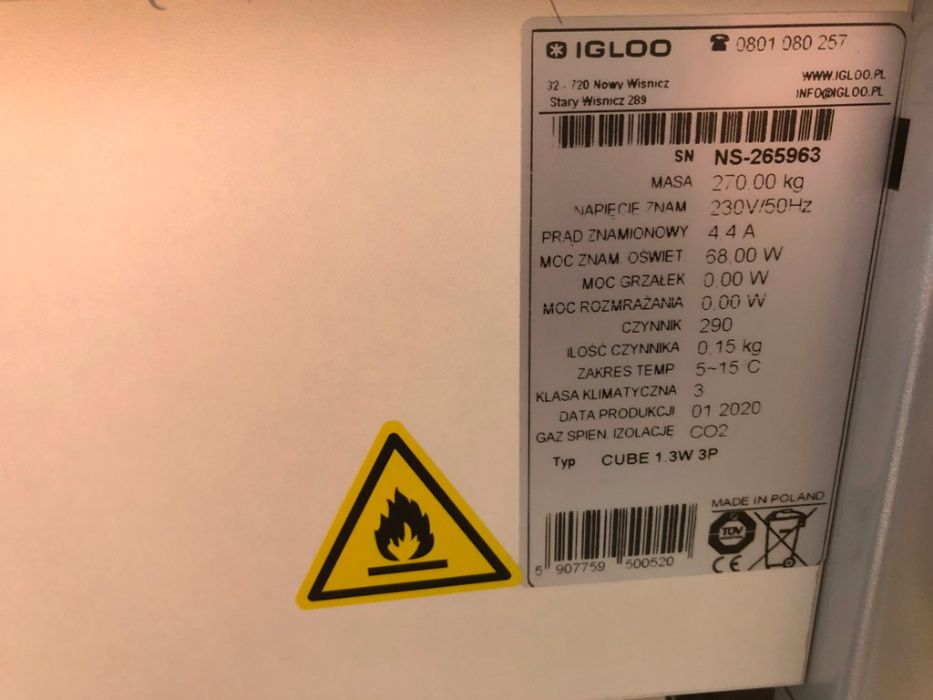 IGLOO
0801 080 257
32 - 720 Nowy Wisnicz
Stary Wisnicz 289
WWW.IGLOO.PL
INFO@IGLOO.PL
SN NS-265963
MASA 270.00 kg
NAPIĘCIE ZNAM 230V/50Hz
PRĄD ZNAMIONOWY 4.4 A
MOC ZNAM. OŚWIET 68.00 W
MOC GRZAŁEK 0.00 W
MOC ROZMRAŻANIA 0.00 W
CZYNNIK 290
ILOŚĆ CZYNNIKA 0.15 kg
ZAKRES TEMP 5~15 C
KLASA KLIMATYCZNA 3
DATA PRODUKCJI 01 2020
GAZ SPIEN. IZOLACJĘ CO2
Typ CUBE 1.3W 3P
MADE IN POLAND
TÜV
CE
5 907759 500520